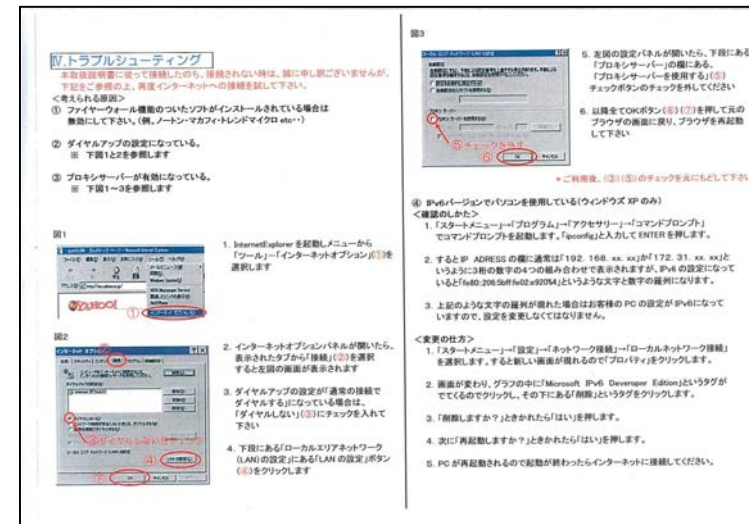 Ⅳ.トラブルシューティング
本取扱説明書に従って接続したのち、接続されない時は、誠に申し訳ございませんが、
下記をご参照の上、再度インターネットへの接続を試して下さい。
＜考えられる原因＞
① ファイヤーウォール機能のついたソフトがインストールされている場合は
無効にして下さい。(例、ノートン・マカフィ・トレンドマイクロ etc・・)
② ダイヤルアップの設定になっている。
※ 下図1と2を参照します
③ プロキシサーバーが有効になっている。
※ 下図1～3を参照します
図1
YAHOO!
①
1. InternetExplorer を起動しメニューから
「ツール」―「インターネットオプション」(①)を
選択します
図2
2. インターネットオプションパネルが開いたら、
表示されたタブから「接続」(②)を選択
すると左図の画面が表示されます
3. ダイヤルアップの設定が「通常の接続で
ダイヤルする」になっている場合は、
「ダイヤルしない」(③)にチェックを入れて
下さい
4. 下段にある「ローカルエリアネットワーク
(LAN)の設定」にある「LAN の設定」ボタン
(④)をクリックします
③ダイヤルしないをチェック
④
⑦
図3
⑤チェックを外す
⑥
5. 左図の設定パネルが開いたら、下段にある
「プロキシサーバー」の欄にある、
「プロキシサーバーを使用する」(⑤)
チェックボタンのチェックを外してください
6. 以降全てOKボタン(⑥)(⑦)を押して元の
ブラウザの画面に戻り、ブラウザを再起動
して下さい
＊ご利用後、(③)(⑤)のチェックを元にもどして下さい
④ IPv6バージョンでパソコンを使用している(ウィンドウズ XP のみ)
＜確認のしかた＞
1. 「スタートメニュー」→「プログラム」→「アクセサリー」→「コマンドプロンプト」
でコマンドプロンプトを起動します。「ipconfig」と入力して ENTER を押します。
2. すると IP ADRESS の欄に通常は「192. 168. xx. xx」か「172. 31. xx. xx」と
いうように3桁の数字の4つの組み合わせで表示されますが、IPv6 の設定になって
いると「fe80::206:5bff:fe02:e920%4」というような文字と数字の羅列になります。
3. 上記のような文字の羅列が現れた場合はお客様の PC の設定が IPv6になって
いますので、設定を変更しなくてはなりません。
＜変更の仕方＞
1. 「スタートメニュー」→「設定」→「ネットワーク接続」→「ローカルネットワーク接続」
を選択します。すると新しい画面が現れるので「プロパティ」をクリックします。
2. 画面が変わり、グラフの中に「Microsoft IPv6 Deveroper Edition」というタグが
でてくるのでクリックし、その下にある「削除」というタグをクリックします。
3. 「削除しますか？」ときかれたら「はい」を押します。
4. 次に「再起動しますか？」ときかれたら「はい」を押します。
5. PC が再起動されるので起動が終わったらインターネットに接続してください。